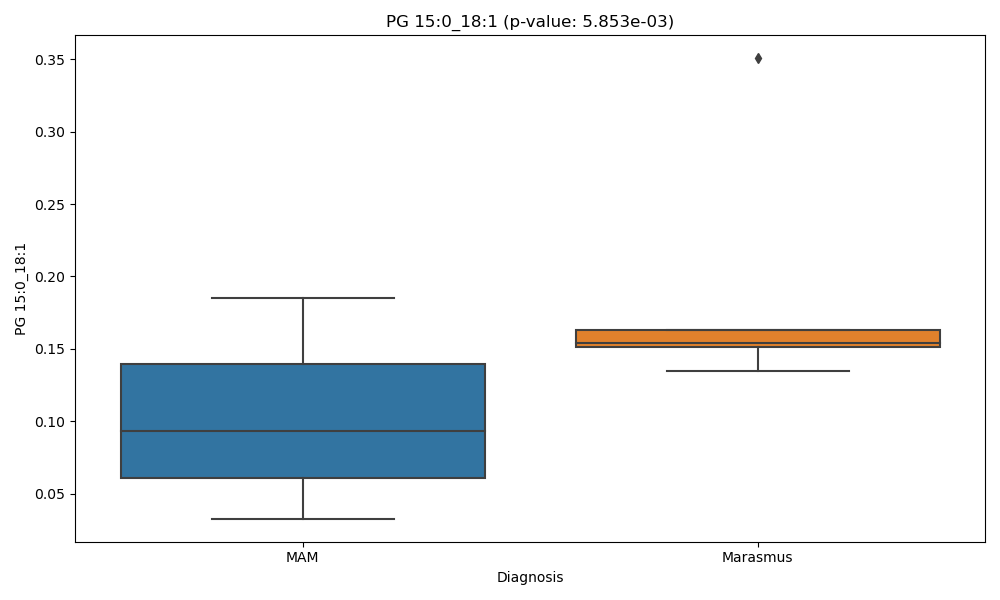 PG 15:0_18:1 (p-value: 5.853e-03)
PG 15:0_18:1
0.35
0.30
0.25
0.20
0.15
0.10
0.05
MAM
Marasmus
Diagnosis